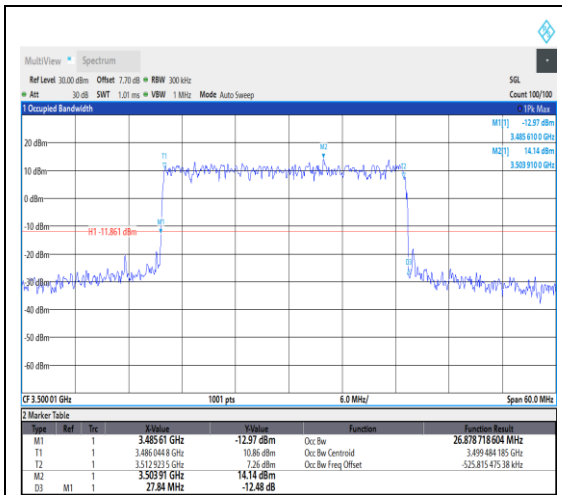 MultiView Spectrum
Ref Level 30.00 dBm Offset 7.70 dB RBW 300 kHz SGL
Att 30 dB SWT 1.01 ms VBW 1 MHz Mode Auto Sweep Count 100/100
1 Occupied Bandwidth 1Pk Max
M1[1] -12.97 dBm
3.485 610 0 GHz
M2[1] 14.14 dBm
3.503 910 0 GHz
20 dBm
M2
T1
T2
10 dBm
0 dBm
-10 dBm
M1
H1 -11.861 dBm
-20 dBm
D3
-30 dBm
-40 dBm
-50 dBm
-60 dBm
CF 3.500 01 GHz 1001 pts 6.0 MHz/ Span 60.0 MHz
2 Marker Table
Type Ref Trc X-Value Y-Value Function Function Result
M1 1 3.485 61 GHz -12.97 dBm Occ Bw 26.878 718 604 MHz
T1 1 3.486 044 8 GHz 10.86 dBm Occ Bw Centroid 3.499 484 185 GHz
T2 1 3.512 923 5 GHz 7.26 dBm Occ Bw Freq Offset -525.815 475 38 kHz
M2 1 3.503 91 GHz 14.14 dBm
D3 M1 1 27.84 MHz -12.48 dB